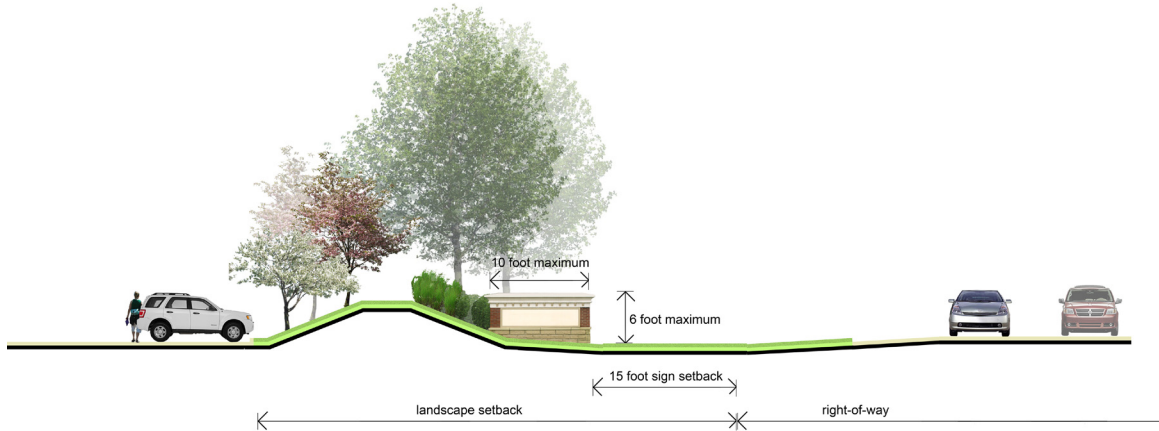 10 foot maximum
6 foot maximum
15 foot sign setback
landscape setback
right-of-way